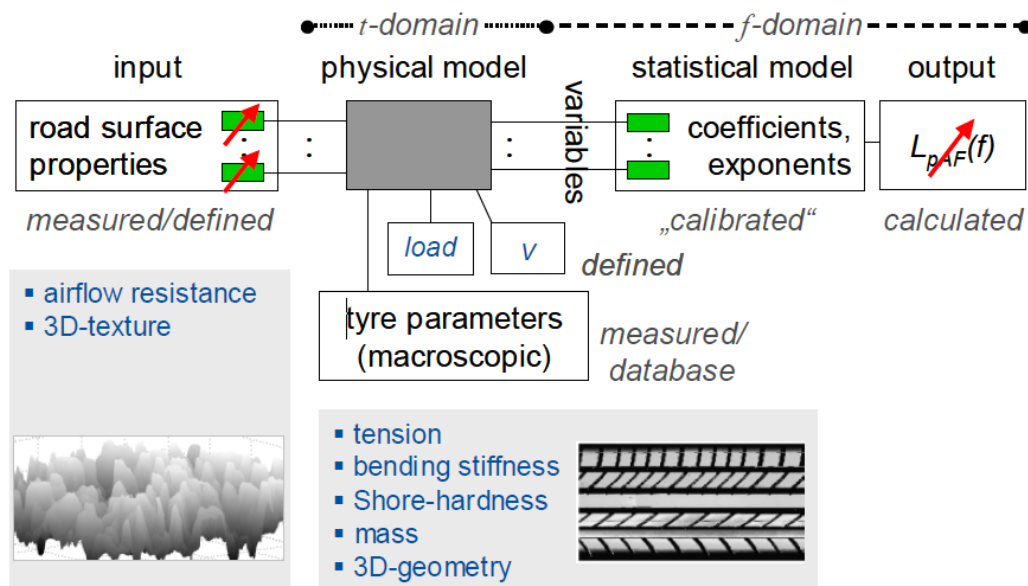 t-domain
f-domain
input
physical model
statistical model
output
road surface
properties
:
:
:
variables
:
coefficients,
exponents
LpAF(f)
measured/defined
load
v
defined
„calibrated“
calculated
tyre parameters
(macroscopic)
measured/
database
▪ airflow resistance
▪ 3D-texture
▪ tension
▪ bending stiffness
▪ Shore-hardness
▪ mass
▪ 3D-geometry